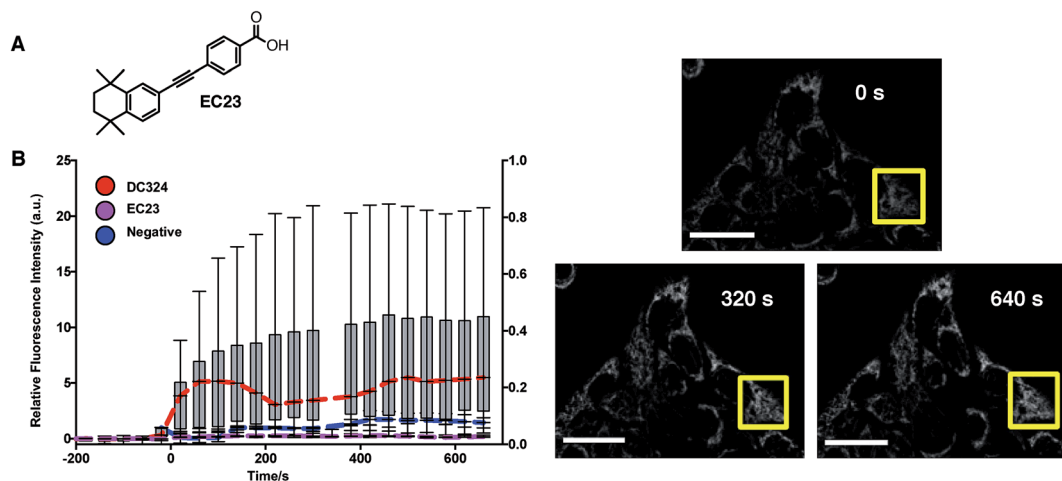 A
O
OH
EC23
B
25
20
15
10
5
0
Relative Fluorescence Intensity (a.u.)
DC324
EC23
Negative
1.0
0.8
0.6
0.4
0.2
0.0
-200
0
200
400
600
Time/s
0 s
320 s
640 s